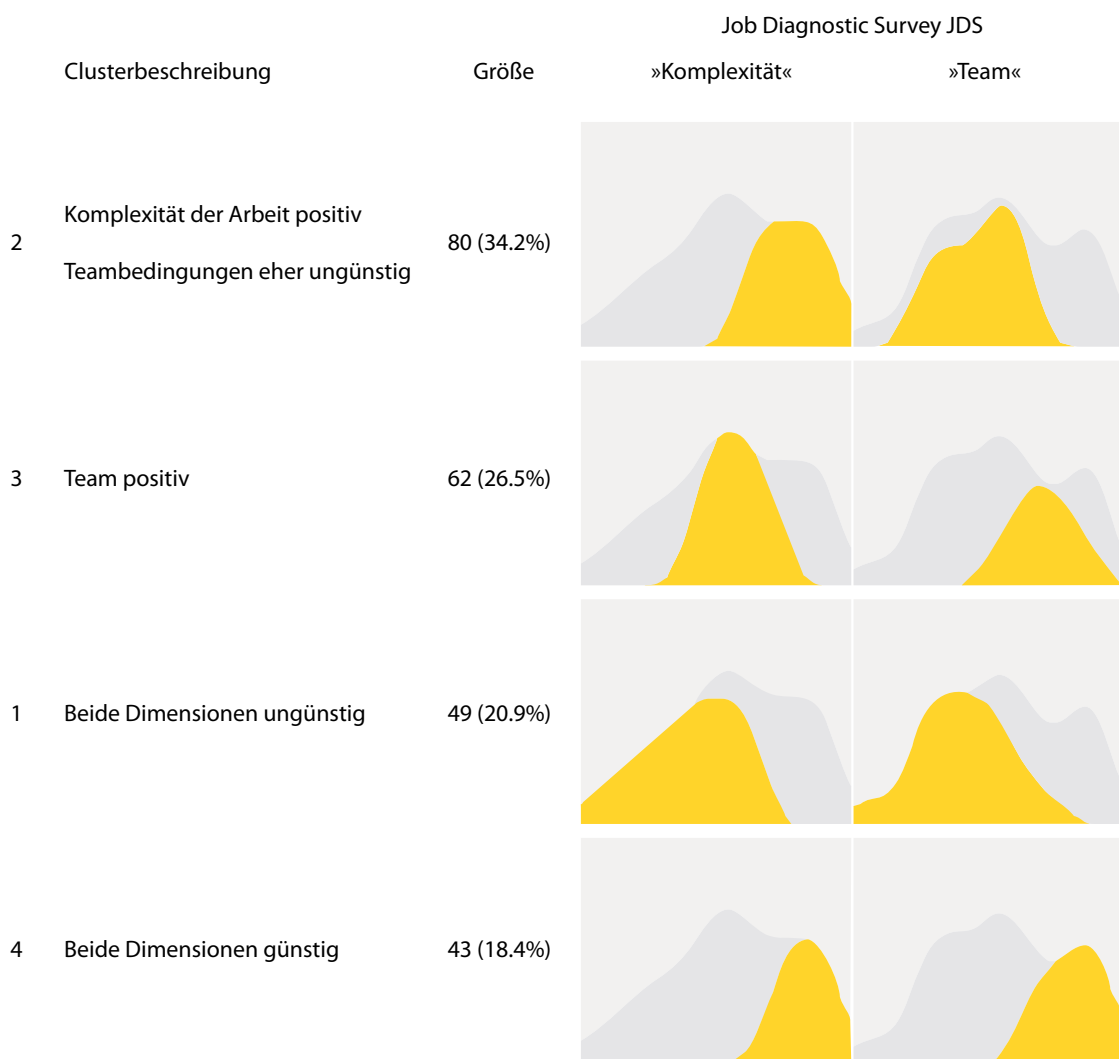 Job Diagnostic Survey JDS
Clusterbeschreibung Größe »Komplexität« »Team«
Komplexität der Arbeit positiv
2 80 (34.2%)
Teambedingungen eher ungünstig
3 Team positiv 62 (26.5%)
1 Beide Dimensionen ungünstig 49 (20.9%)
4 Beide Dimensionen günstig 43 (18.4%)